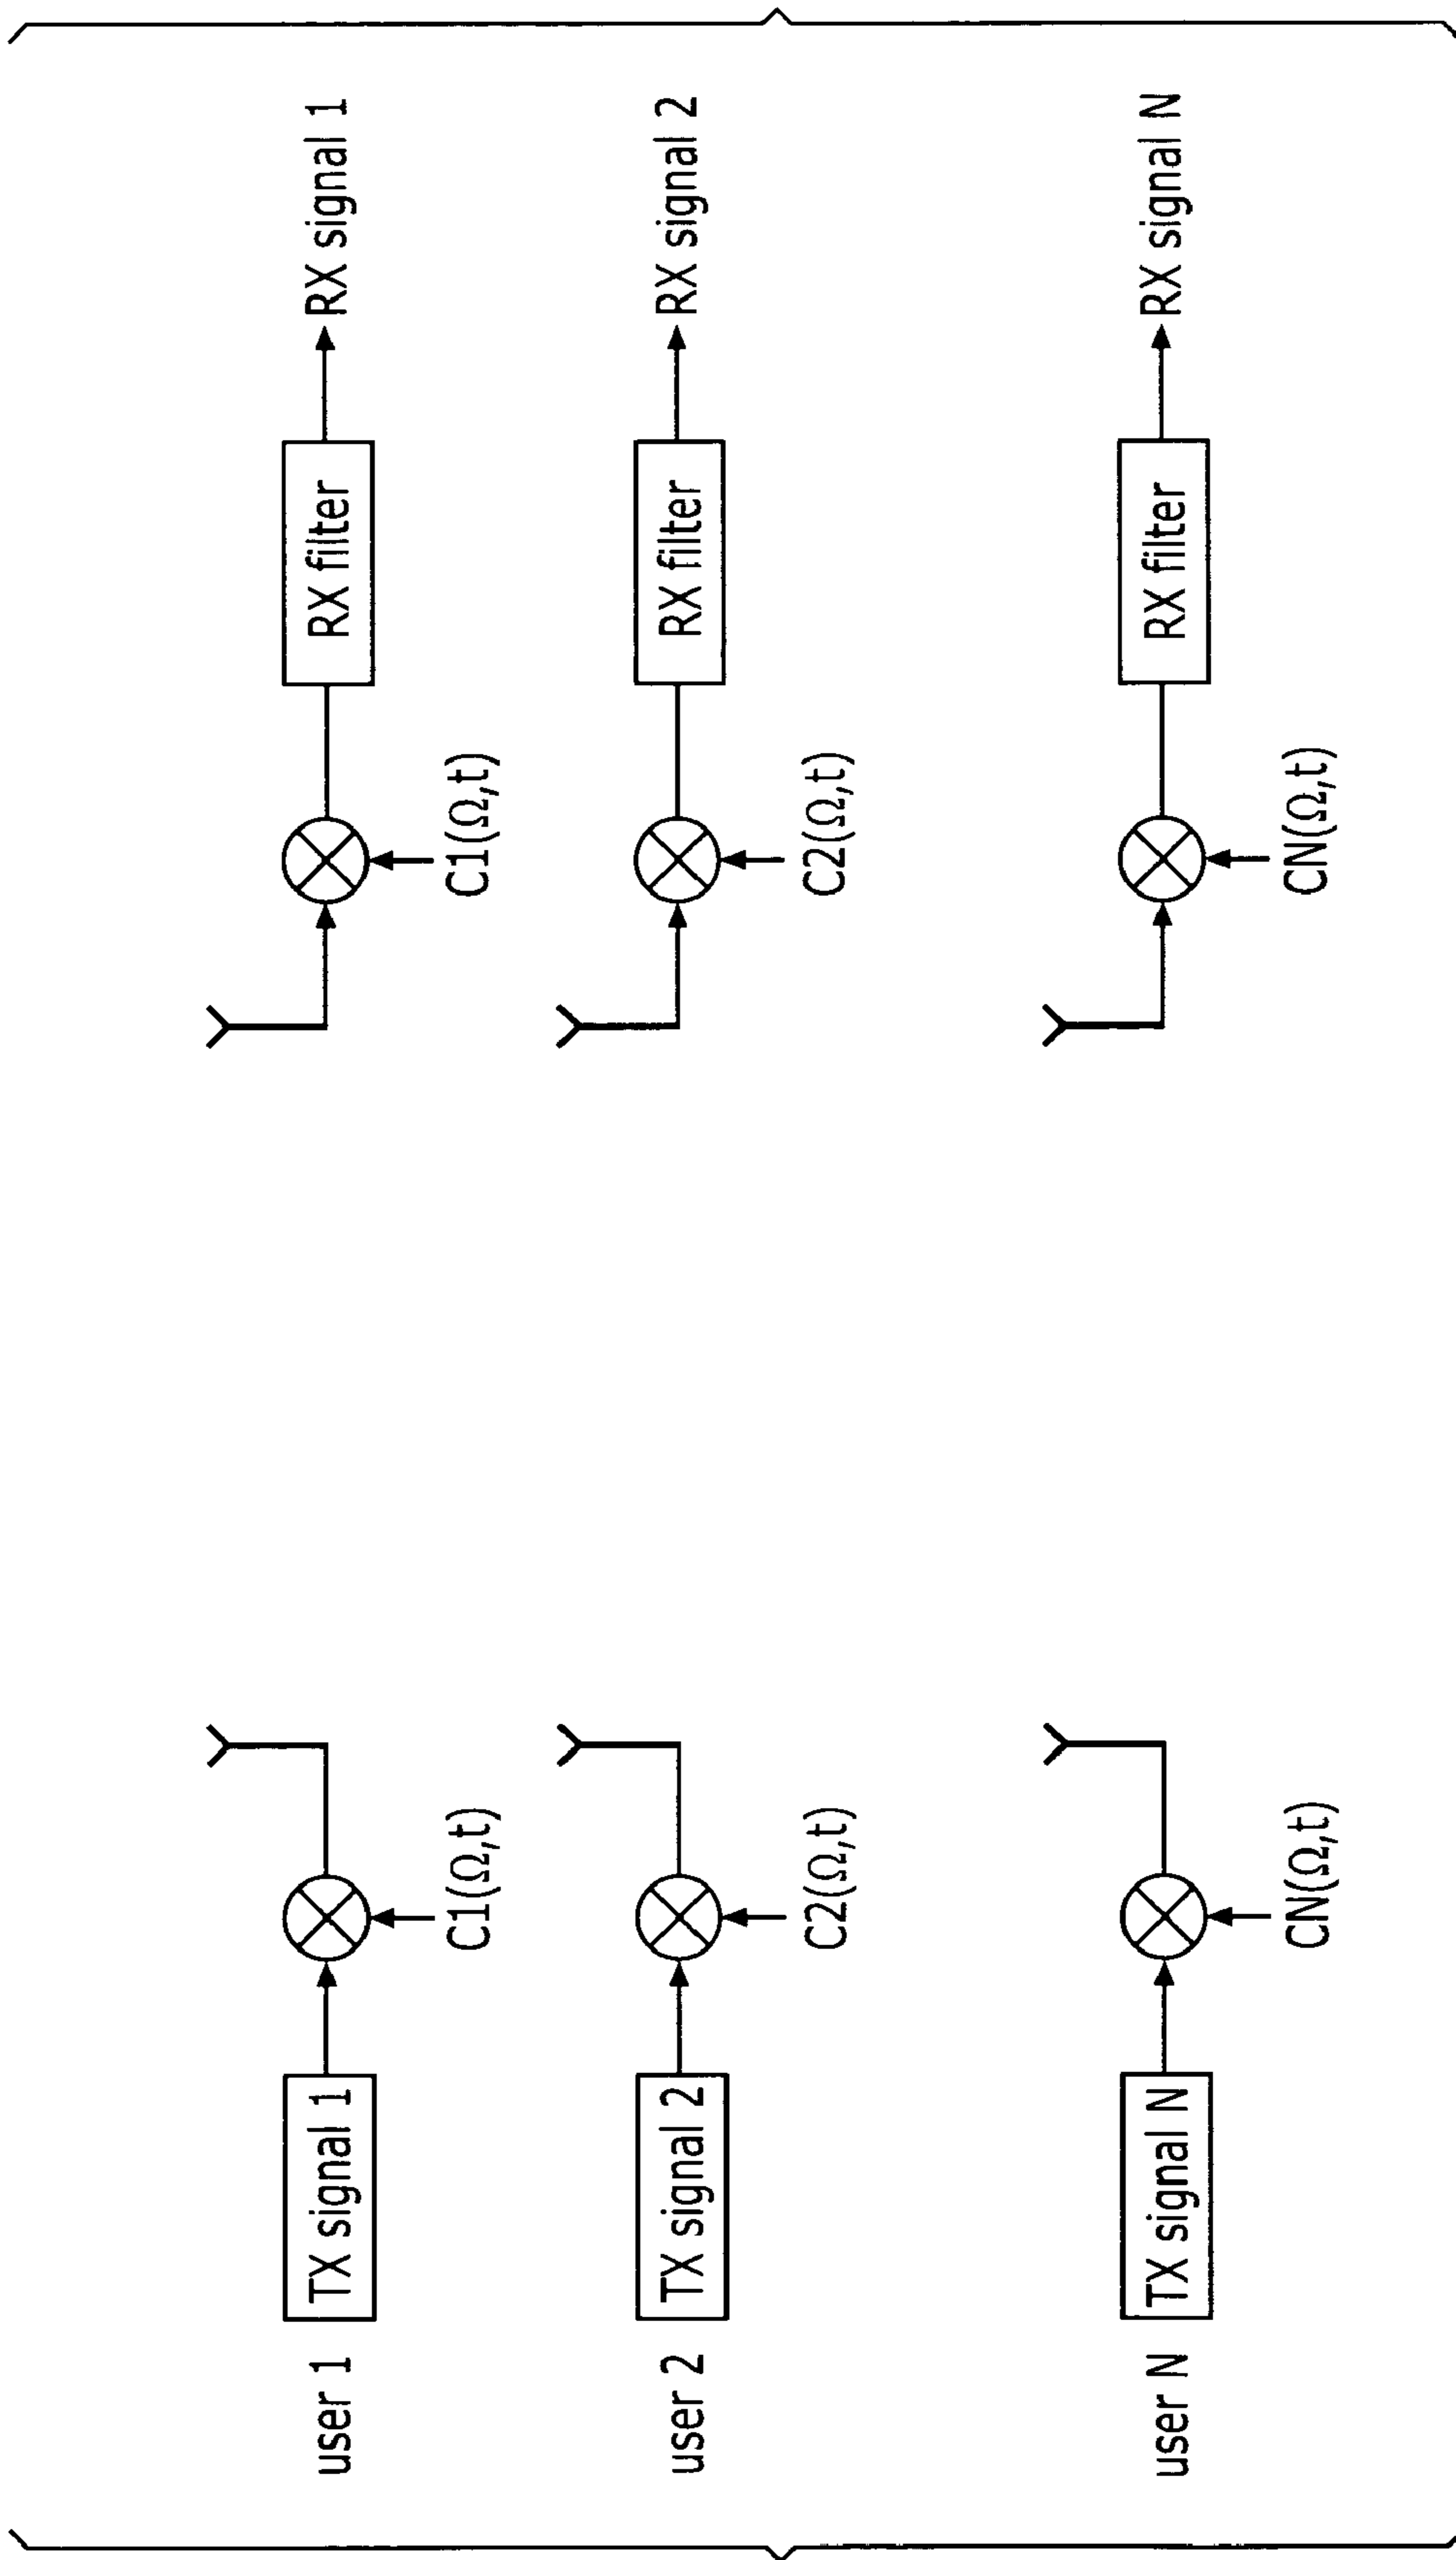 user 1
TX signal 1
C1(Ω,t)
C1(Ω,t)
RX filter
RX signal 1
user 2
TX signal 2
C2(Ω,t)
C2(Ω,t)
RX filter
RX signal 2
user N
TX signal N
CN(Ω,t)
CN(Ω,t)
RX filter
RX signal N